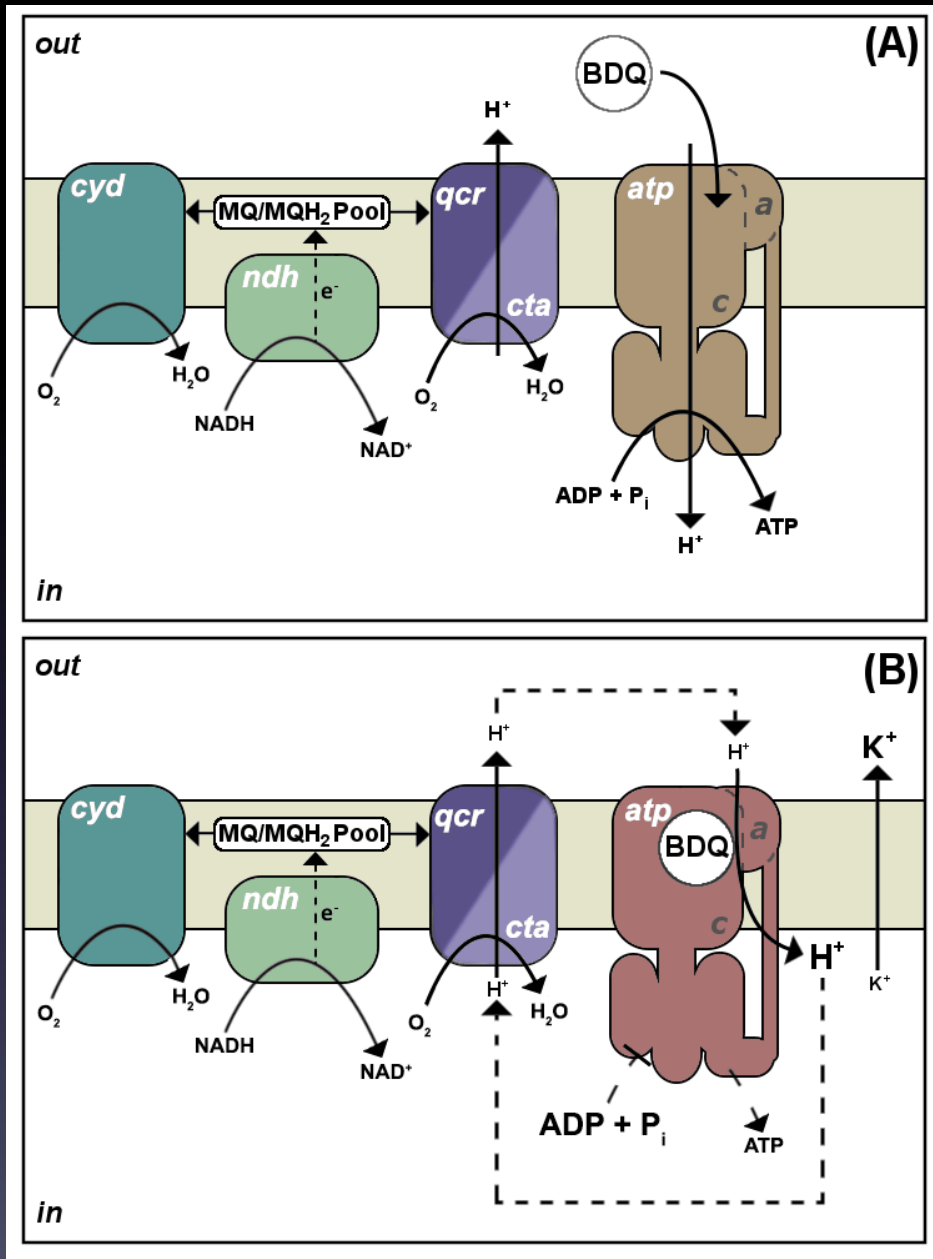 out
(A)
BDQ
H⁺
cyd
MQ/MQH₂ Pool
qcr
atp
a
ndh
e⁻
cta
c
O₂
H₂O
NADH
NAD⁺
O₂
H₂O
ADP + Pᵢ
ATP
H⁺
in
out
(B)
H⁺
H⁺
K⁺
cyd
MQ/MQH₂ Pool
qcr
atp
a
BDQ
ndh
e⁻
cta
c
H⁺
H⁺
K⁺
O₂
H₂O
NADH
NAD⁺
O₂
H₂O
ADP + Pᵢ
ATP
in